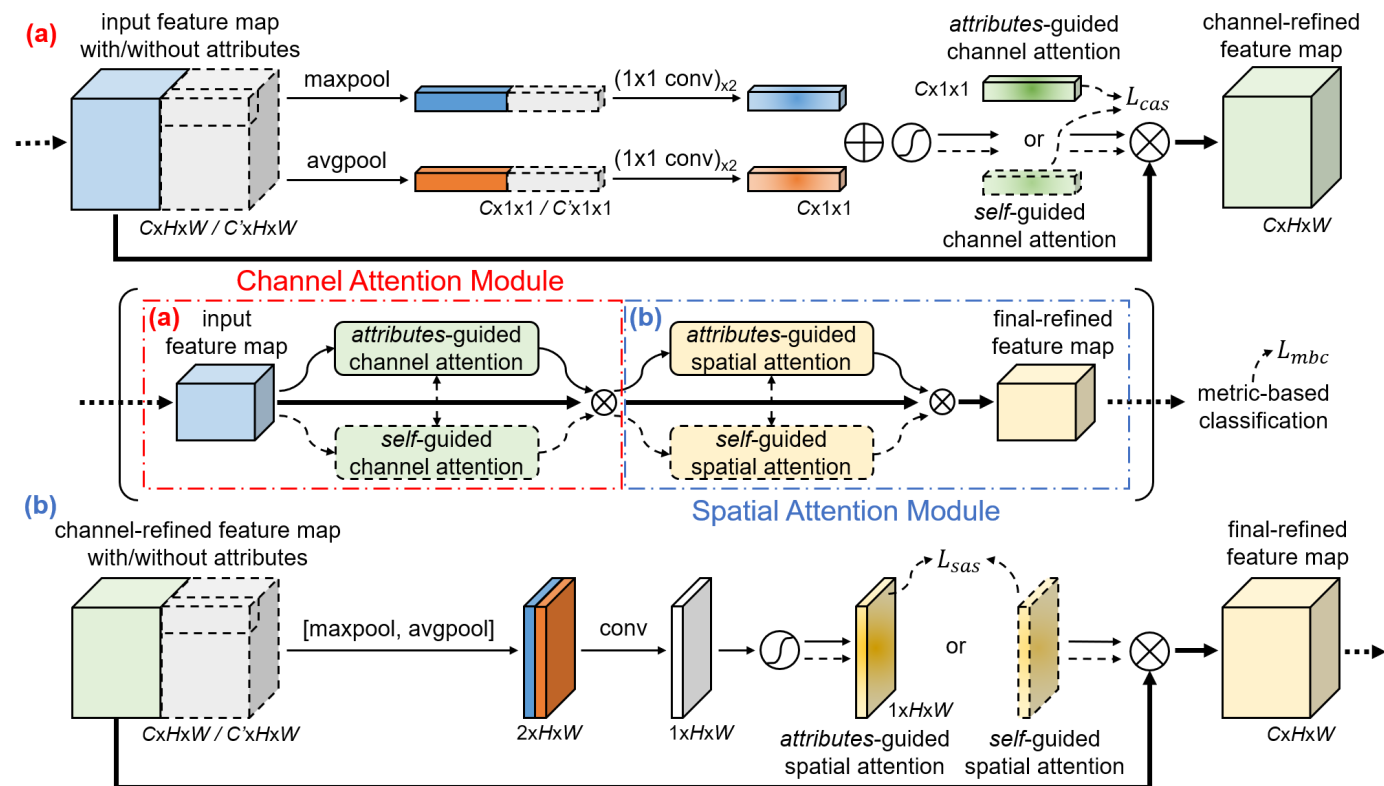 (a)
input feature map
with/without attributes
maxpool
(1x1 conv)x2
avgpool
(1x1 conv)x2
CxHxW / C'xHxW
Cx1x1 / C'x1x1
Cx1x1
attributes-guided
channel attention
Cx1x1
Lcas
or
self-guided
channel attention
channel-refined
feature map
CxHxW
Channel Attention Module
(a)
input
feature map
attributes-guided
channel attention
self-guided
channel attention
(b)
attributes-guided
spatial attention
self-guided
spatial attention
final-refined
feature map
Lmbc
metric-based
classification
Spatial Attention Module
(b)
channel-refined feature map
with/without attributes
CxHxW / C'xHxW
[maxpool, avgpool]
2xHxW
conv
1xHxW
Lsas
1xHxW
or
attributes-guided
spatial attention
self-guided
spatial attention
final-refined
feature map
CxHxW